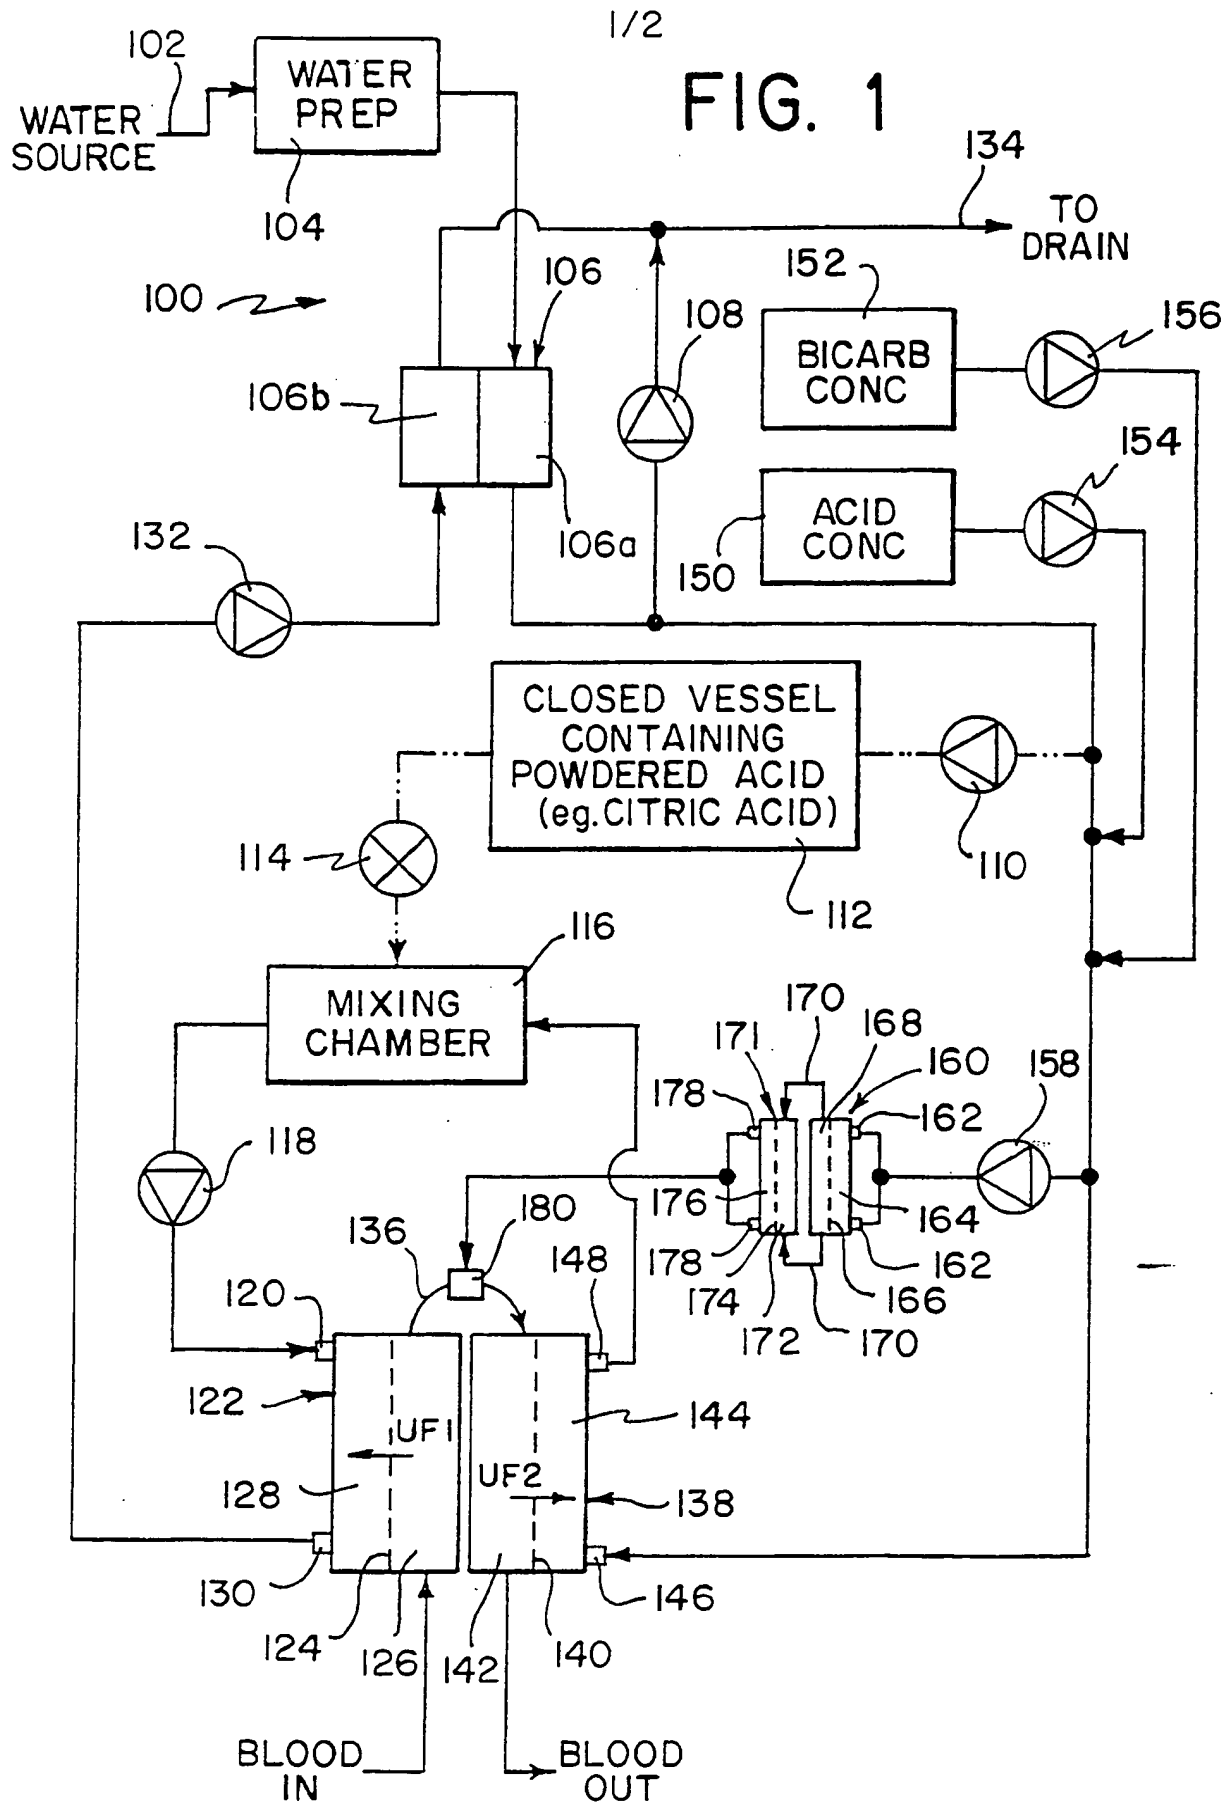 1/2
FIG. 1
102
WATER
SOURCE
WATER
PREP
104
134
TO
DRAIN
100
106
108
152
BICARB
CONC
156
106b
106a
154
ACID
CONC
150
132
CLOSED VESSEL
CONTAINING
POWDERED ACID
(eg. CITRIC ACID)
110
112
114
116
MIXING
CHAMBER
118
170
171
168
160
158
178
162
176
164
178
162
174
172
170
166
136
180
148
120
122
UF1
144
UF2
128
138
130
124
126
142
140
146
BLOOD
IN
BLOOD
OUT